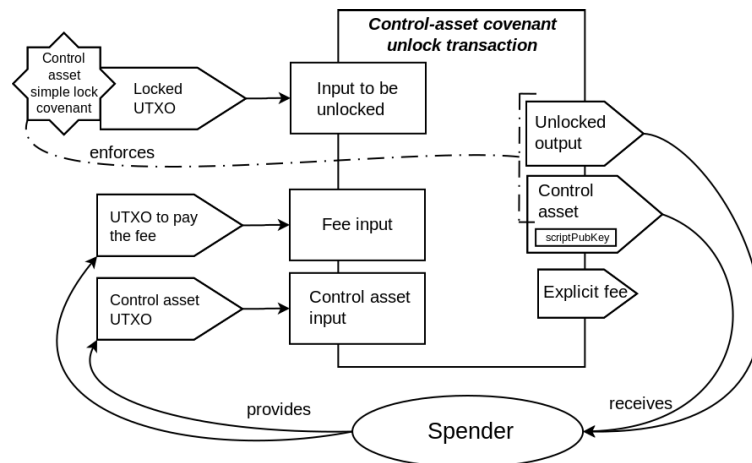 Control-asset covenant
unlock transaction
Control
asset
simple lock
covenant
Locked
UTXO
Input to be
unlocked
Unlocked
output
enforces
Control
asset
scriptPubKey
UTXO to pay
the fee
Fee input
Control asset
UTXO
Control asset
input
Explicit fee
provides
receives
Spender